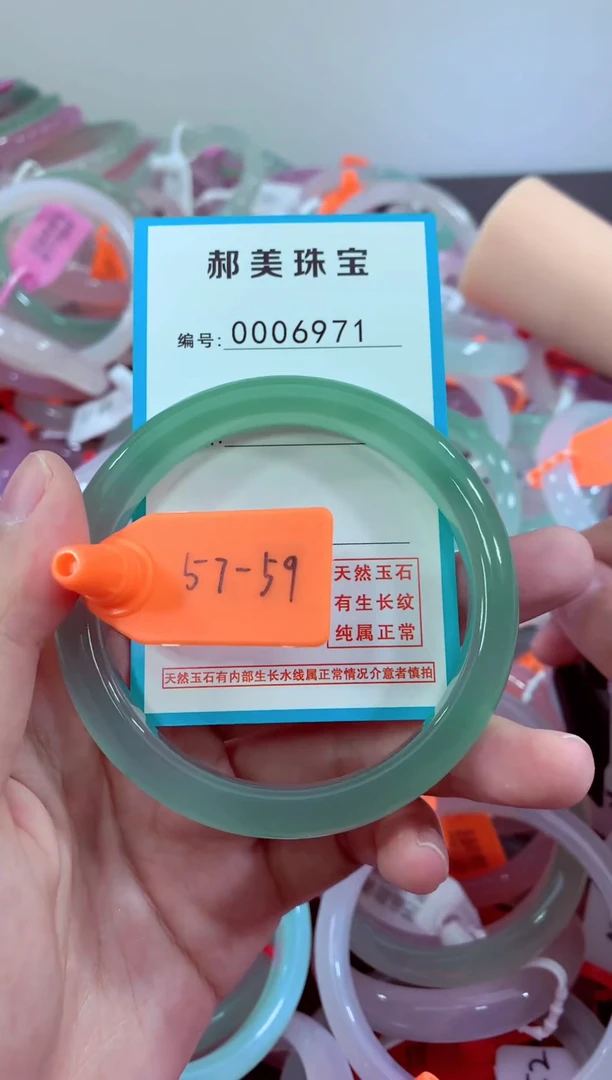 郝美珠宝
编号: 0006971
57-59
天然玉石
有生长纹
纯属正常
天然玉石有内部生长水线属正常情况介意者慎拍